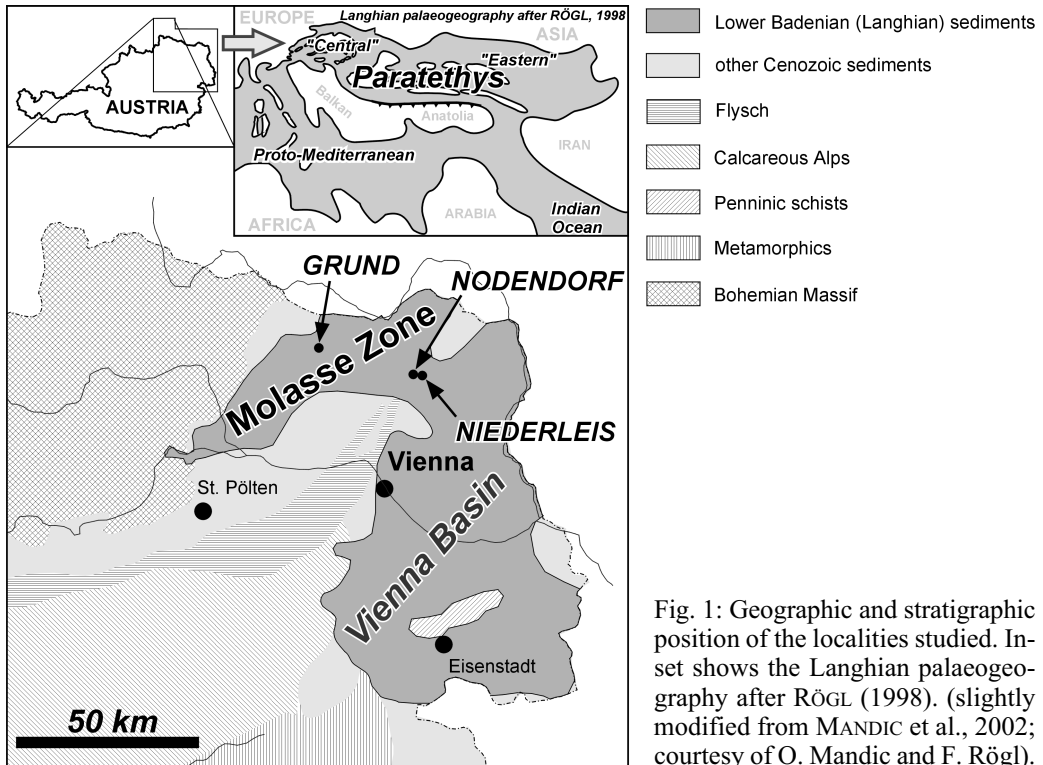 EUROPE
Langhian palaeogeography after RÖGL, 1998
ASIA
"Central"
"Eastern"
Paratethys
AUSTRIA
Balkan
Anatolia
IRAN
Proto-Mediterranean
ARABIA
Indian
Ocean
AFRICA
GRUND
NODENDORF
Molasse Zone
NIEDERLEIS
Vienna
St. Pölten
Vienna Basin
Eisenstadt
50 km
Lower Badenian (Langhian) sediments
other Cenozoic sediments
Flysch
Calcareous Alps
Penninic schists
Metamorphics
Bohemian Massif
Fig. 1: Geographic and stratigraphic
position of the localities studied. In-
set shows the Langhian palaeogeo-
graphy after RÖGL (1998). (slightly
modified from MANDIC et al., 2002;
courtesy of O. Mandic and F. Rögl).